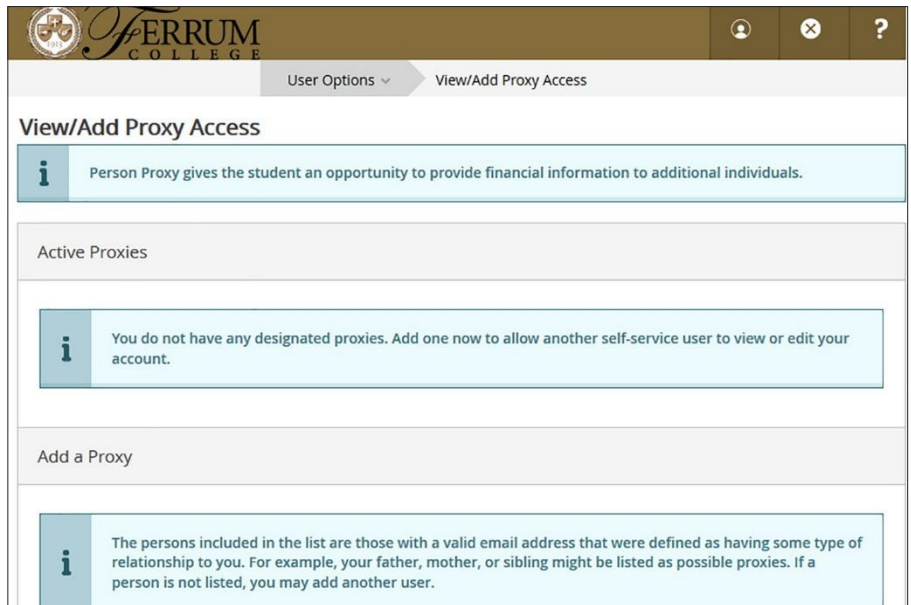 1913
FERRUM
COLLEGE
?
User Options
View/Add Proxy Access
View/Add Proxy Access
i
Person Proxy gives the student an opportunity to provide financial information to additional individuals.
Active Proxies
i
You do not have any designated proxies. Add one now to allow another self-service user to view or edit your
account.
Add a Proxy
i
The persons included in the list are those with a valid email address that were defined as having some type of
relationship to you. For example, your father, mother, or sibling might be listed as possible proxies. If a
person is not listed, you may add another user.